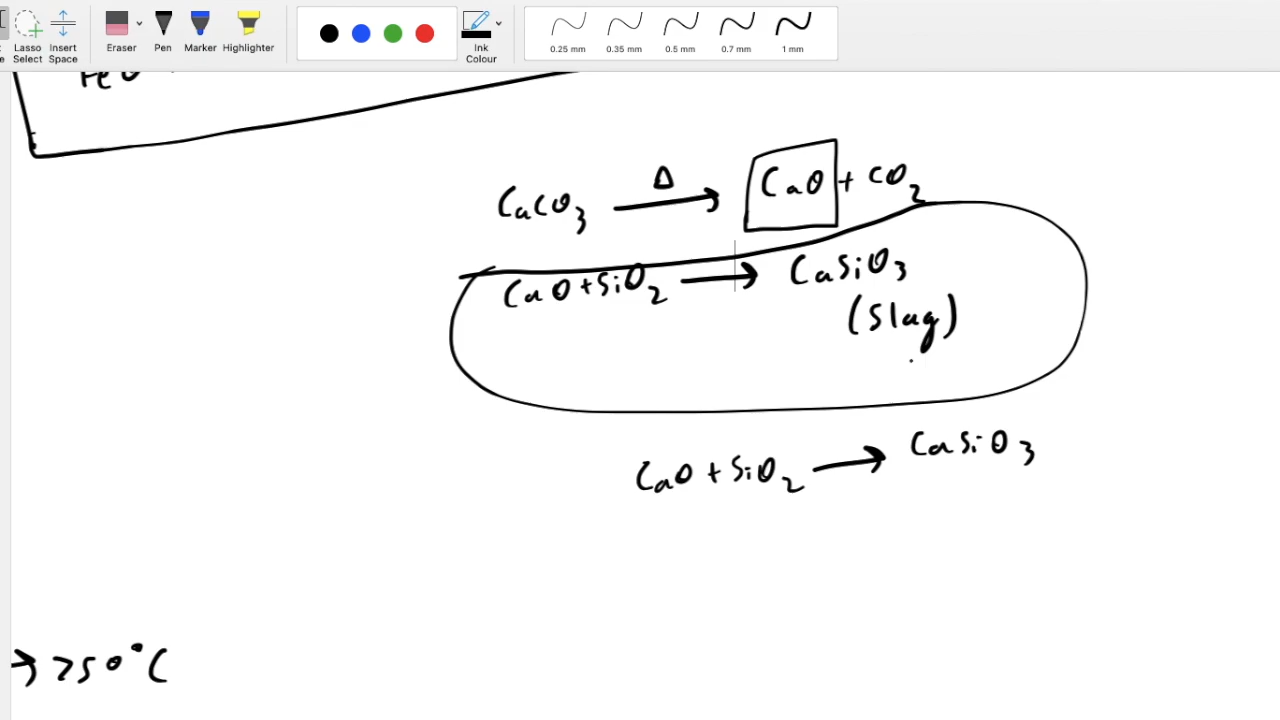 Lasso Select
Insert Space
Eraser
Pen
Marker
Highlighter
Ink Colour
0.25 mm
0.35 mm
0.5 mm
0.7 mm
1 mm
FeO
CaCO₃ —Δ→ CaO + CO₂
CaO + SiO₂ → CaSiO₃
(Slag)
CaO + SiO₂ → CaSiO₃
→ 750°C